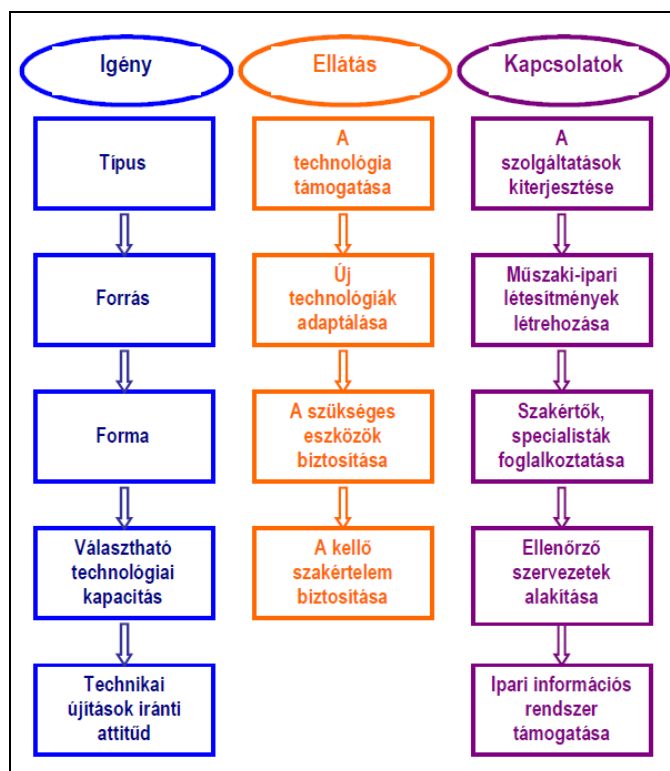 Igény
Típus
Forrás
Forma
Választható
technológiai
kapacitás
Technikai
újítások iránti
attitűd
Ellátás
A
technológia
támogatása
Új
technológiák
adaptálása
A szükséges
eszközök
biztosítása
A kellő
szakértelem
biztosítása
Kapcsolatok
A
szolgáltatások
kiterjesztése
Műszaki-ipari
létesítmények
létrehozása
Szakértők,
specialisták
foglalkoztatása
Ellenőrző
szervezetek
alakítása
Ipari információs
rendszer
támogatása